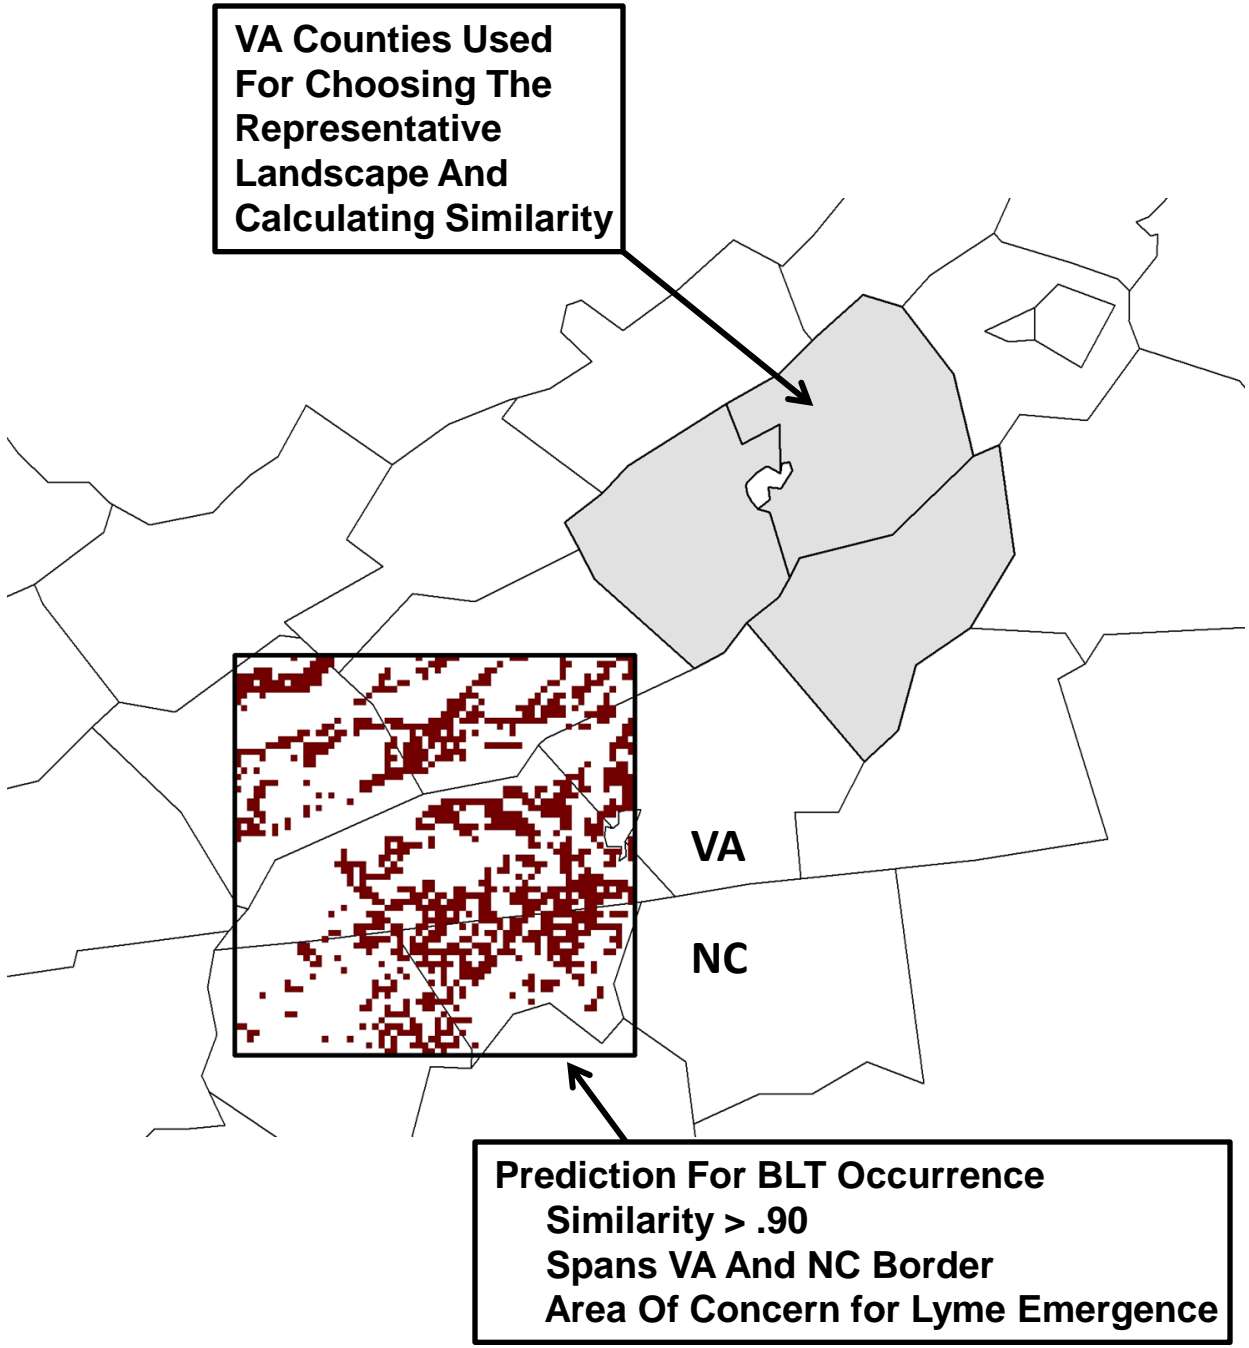 VA Counties Used
For Choosing The
Representative
Landscape And
Calculating Similarity
VA
NC
Prediction For BLT Occurrence
Similarity > .90
Spans VA And NC Border
Area Of Concern for Lyme Emergence